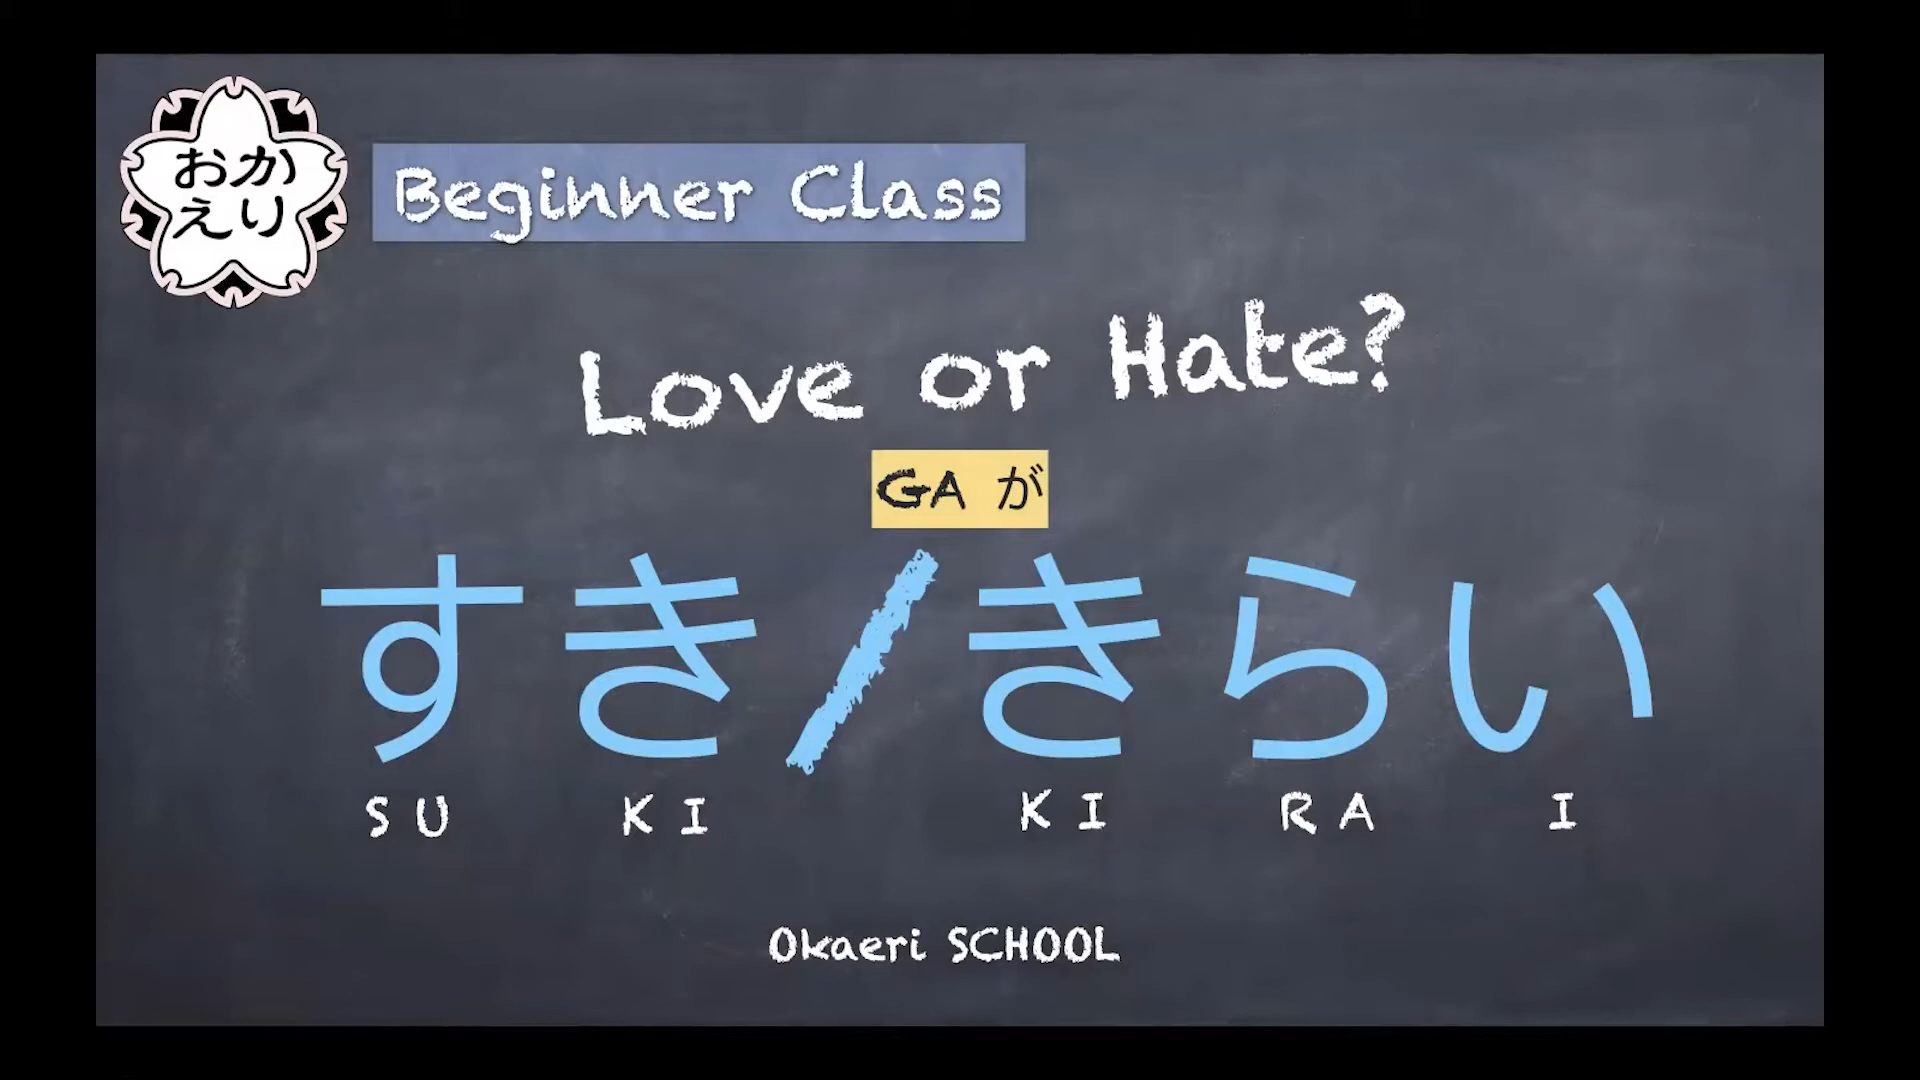 おか
えり
Beginner Class
Love or Hate?
GA が
すき/きらい
SU KI KI RA I
Okaeri SCHOOL